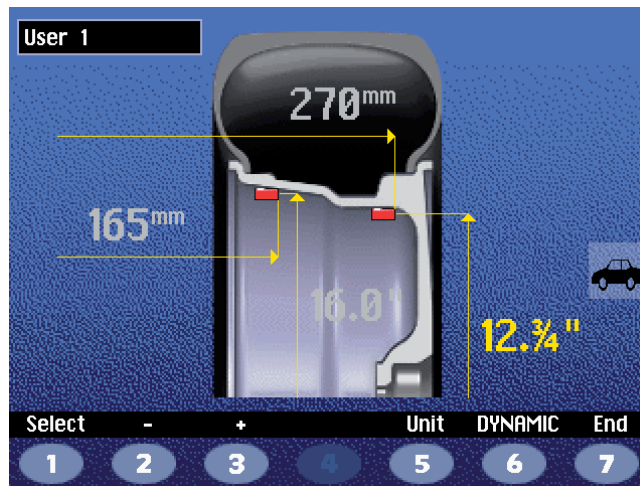 User 1
270mm
165mm
16.0"
12.¾"
Select - + Unit DYNAMIC End
1 2 3 4 5 6 7